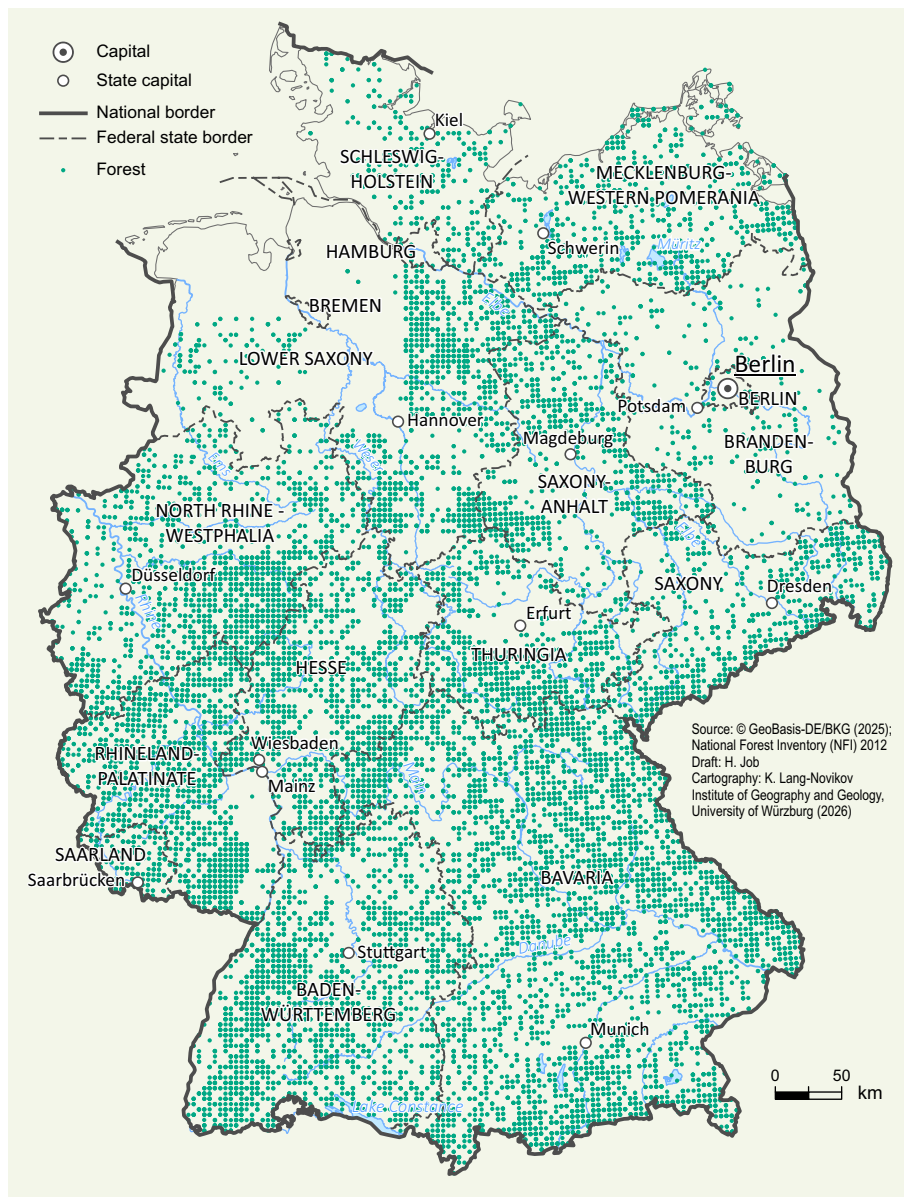 Capital
State capital
National border
Federal state border
Forest
Kiel
SCHLESWIG-
HOLSTEIN
MECKLENBURG-
WESTERN POMERANIA
Schwerin
Müritz
HAMBURG
Elbe
BREMEN
LOWER SAXONY
Berlin
BERLIN
Potsdam
Hannover
Magdeburg
BRANDEN-
BURG
Weser
Ems
SAXONY-
ANHALT
NORTH RHINE -
WESTPHALIA
Elbe
Düsseldorf
Rhine
SAXONY
Dresden
Erfurt
THURINGIA
HESSE
Source: © GeoBasis-DE/BKG (2025);
National Forest Inventory (NFI) 2012
Draft: H. Job
Cartography: K. Lang-Novikov
Institute of Geography and Geology,
University of Würzburg (2026)
Wiesbaden
RHINELAND-
PALATINATE
Mainz
Main
SAARLAND
Saarbrücken
BAVARIA
Danube
Stuttgart
BADEN-
WÜRTTEMBERG
Munich
Lake Constance
0 50
km